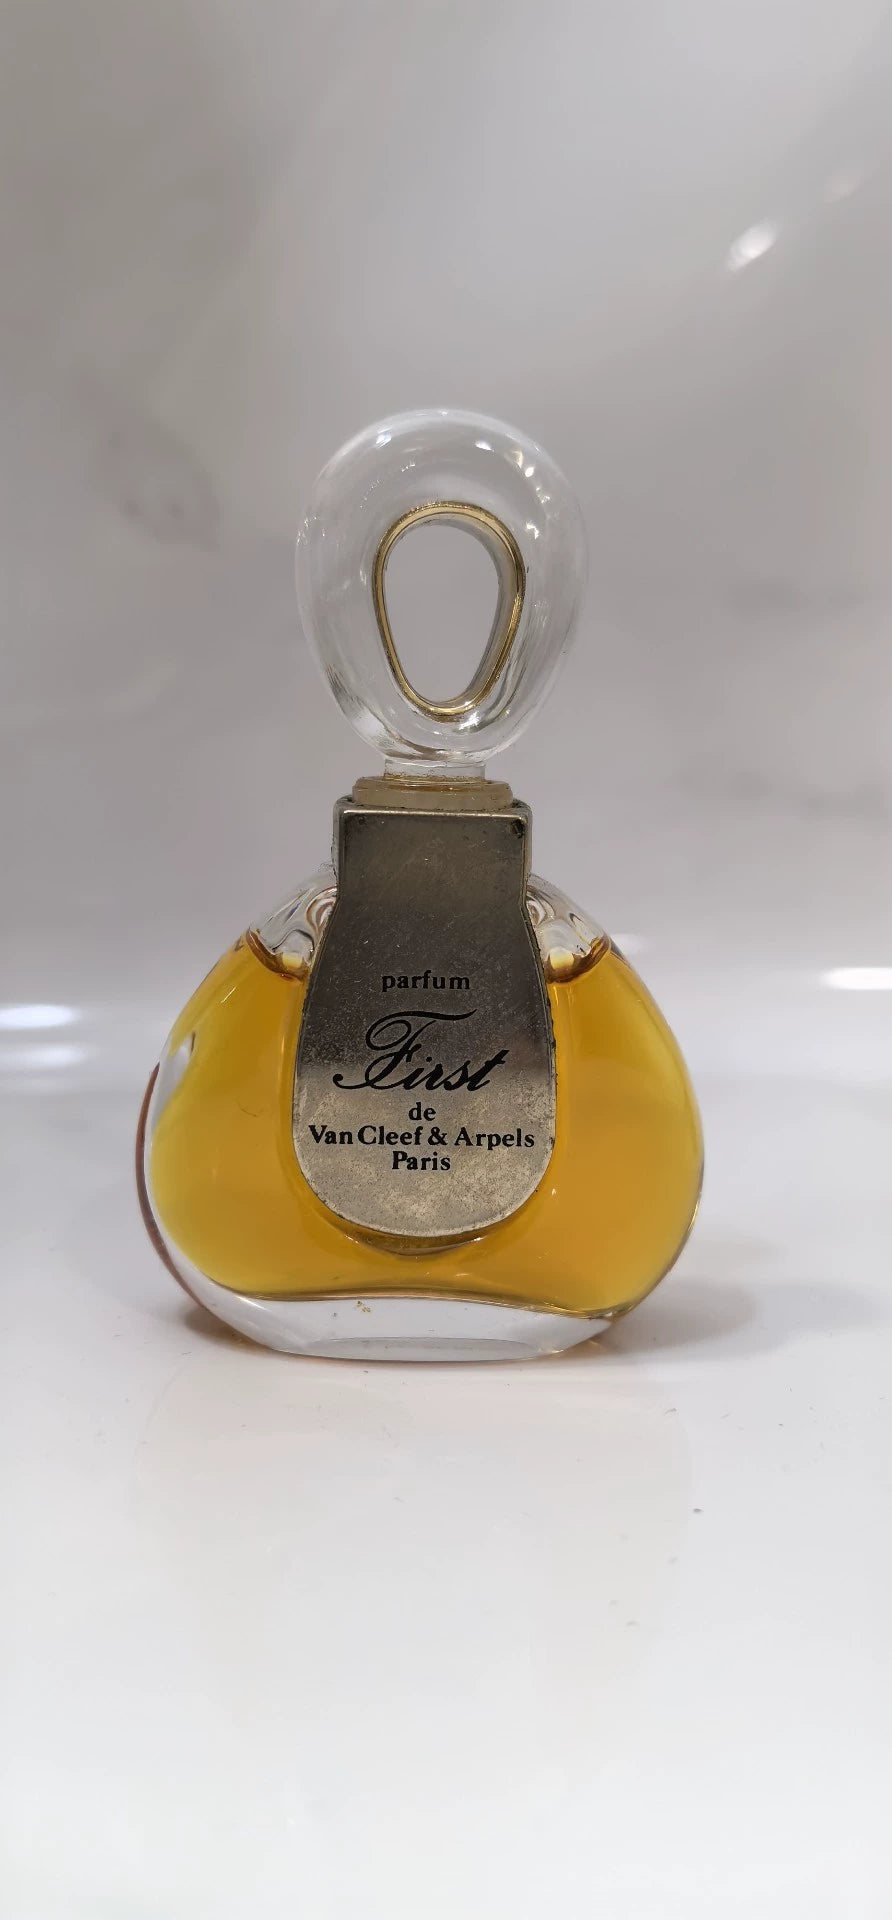 parfum
First
de
Van Cleef & Arpels
Paris